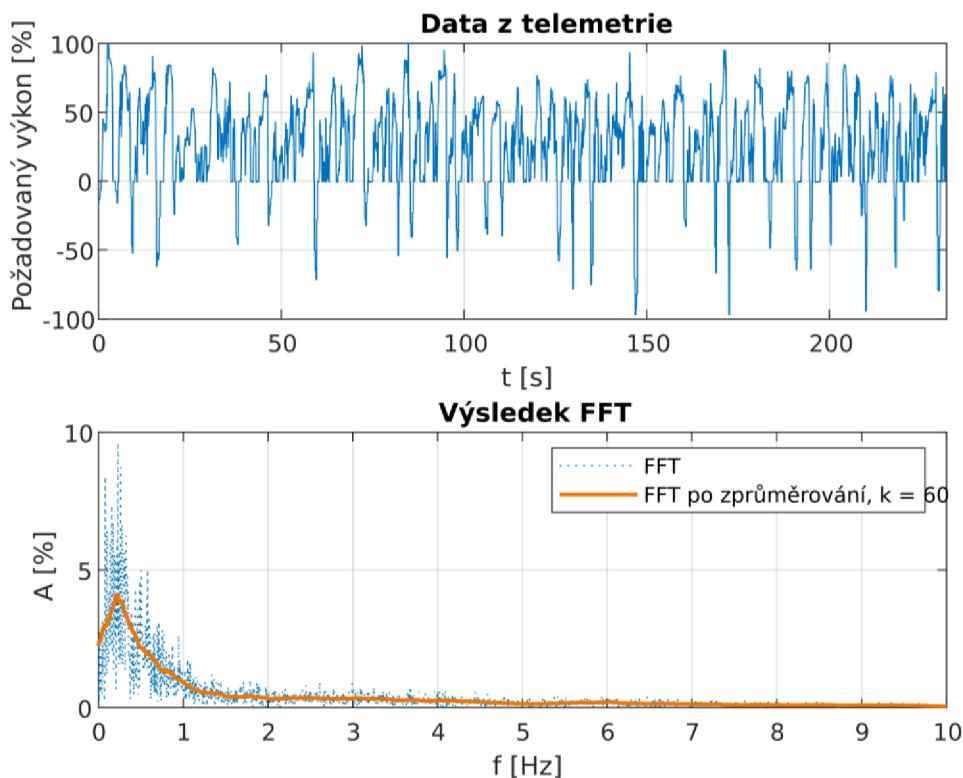 Data z telemetrie
Požadovaný výkon [%]
100
50
0
-50
-100
0 50 100 150 200
t [s]
Výsledek FFT
A [%]
10
5
0
FFT
FFT po zprůměrování, k = 60
0 1 2 3 4 5 6 7 8 9 10
f [Hz]